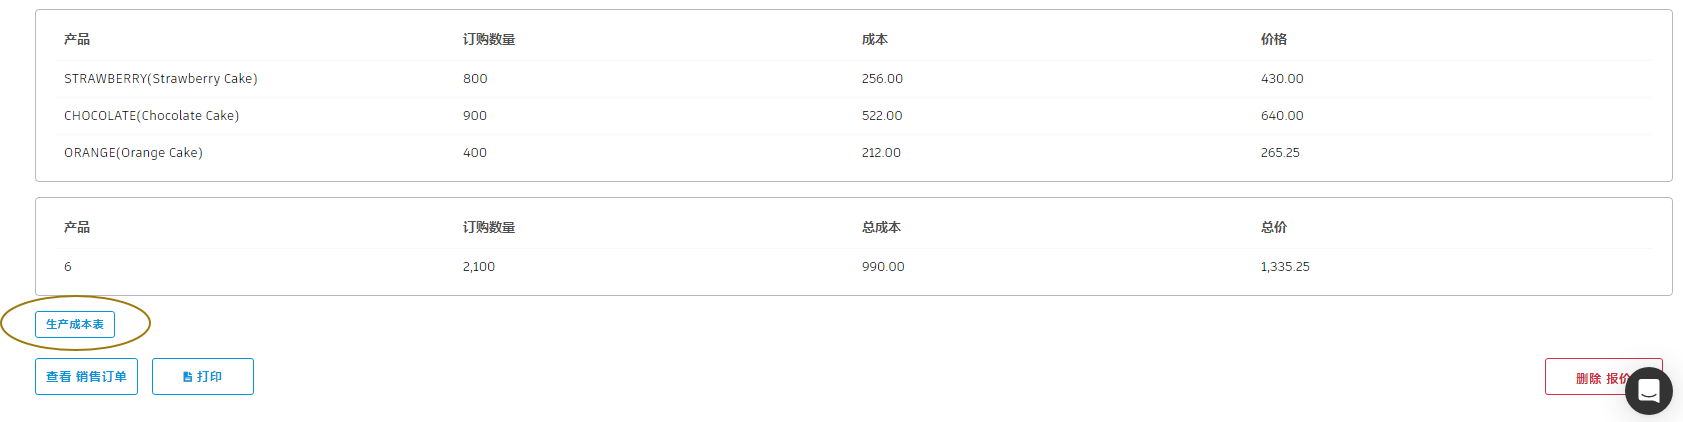 产品 订购数量 成本 价格
STRAWBERRY(Strawberry Cake) 800 256.00 430.00
CHOCOLATE(Chocolate Cake) 900 522.00 640.00
ORANGE(Orange Cake) 400 212.00 265.25
产品 订购数量 总成本 总价
6 2,100 990.00 1,335.25
生产成本表
查看 销售订单 打印 删除 报价